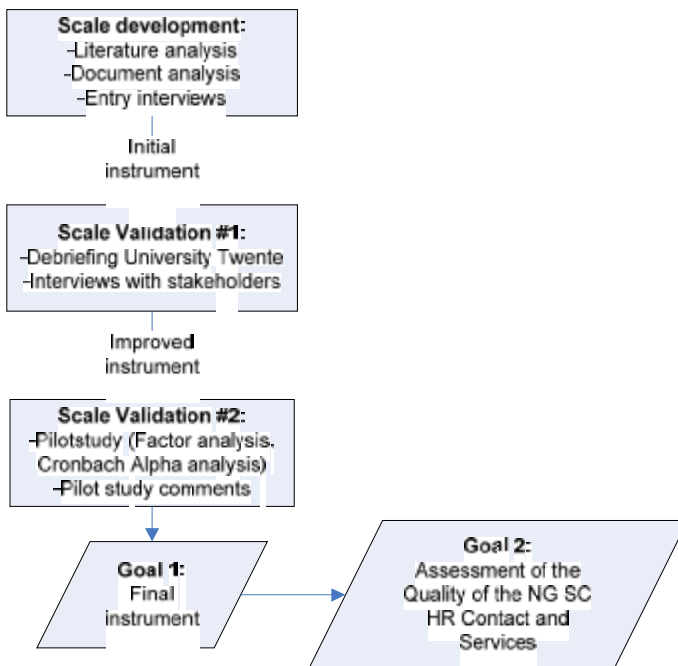 Scale development:
-Literature analysis
-Document analysis
-Entry interviews
Initial
instrument
Scale Validation #1:
-Debriefing University Twente
-Interviews with stakeholders
Improved
instrument
Scale Validation #2:
-Pilotstudy (Factor analysis,
Cronbach Alpha analysis)
-Pilot study comments
Goal 1:
Final
instrument
Goal 2:
Assessment of the
Quality of the NG SC
HR Contact and
Services